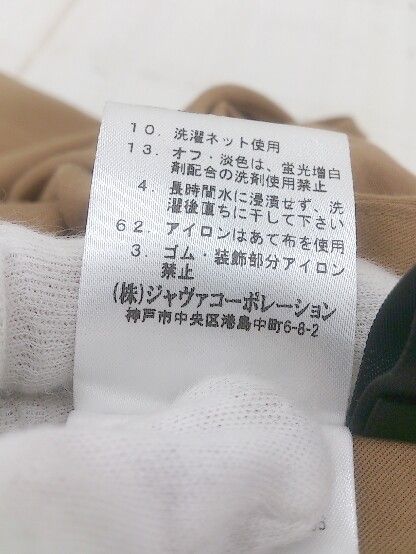 10. 洗濯ネット使用
13. オフ・淡色は、蛍光増白
剤配合の洗剤使用禁止
4. 長時間水に浸漬せず、洗
濯後直ちに干して下さい
62. アイロンはあて布を使用
3. ゴム・装飾部分アイロン
禁止
(株)ジャヴァコーポレーション
神戸市中央区港島中町6-8-2